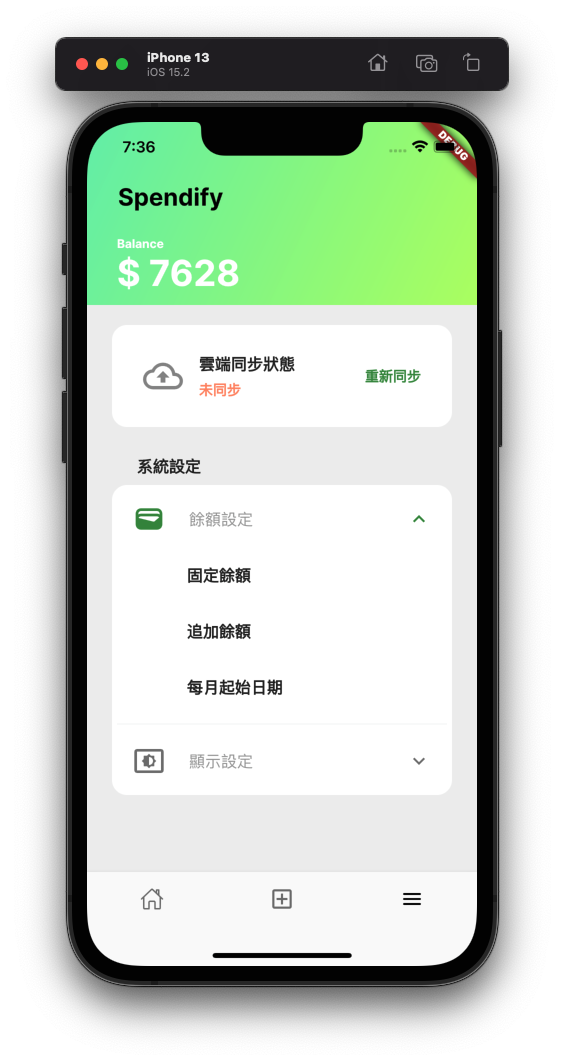 iPhone 13
iOS 15.2
7:36
DEBUG
Spendify
Balance
$ 7628
雲端同步狀態
未同步
重新同步
系統設定
餘額設定
固定餘額
追加餘額
每月起始日期
顯示設定